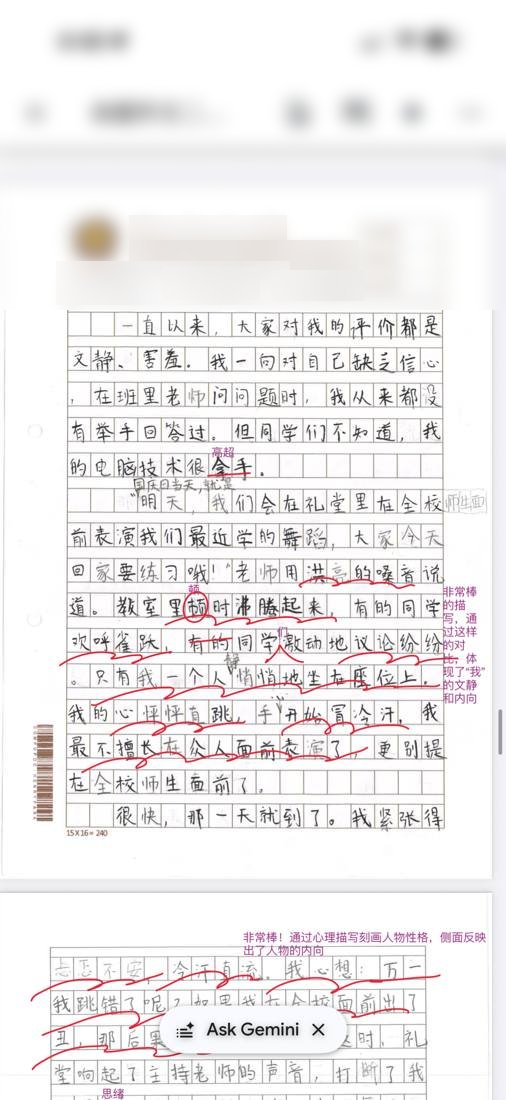 一直以来，大家对我的评价都是
文静、害羞。我一向对自己缺乏信心
，在班里老师问问题时，我从来都没
有举手回答过。但同学们不知道，我
高超
的电脑技术很拿手。
国庆日当天，就是
“明天，我们会在礼堂里在全校师生面
前表演我们最近学的舞蹈，大家今天
回家要练习哦！”老师用洪亮的嗓音说
顿
道。教室里时沸腾起来，有的同学
们
欢呼雀跃，有的同学激动地议论纷纷
静
。只有我一个人悄悄地坐在座位上。
我的心怦怦直跳，手开始冒冷汗，我
最不擅长在众人面前表演了，更别提
在全校师生面前了。
很快，那一天就到了。我紧张得
非常棒
的描
写，通
过这样
的对
比，体
现了“我”
的文静
和内向
15X16=240
非常棒！通过心理描写刻画人物性格，侧面反映
出了人物的内向
忐忑不安，冷汗直流。我心想：万一
我跳错了呢？如果我在全校面前出了
丑，那后果 时，礼
Ask Gemini
堂响起了主持老师的声音，打断了我
思绪